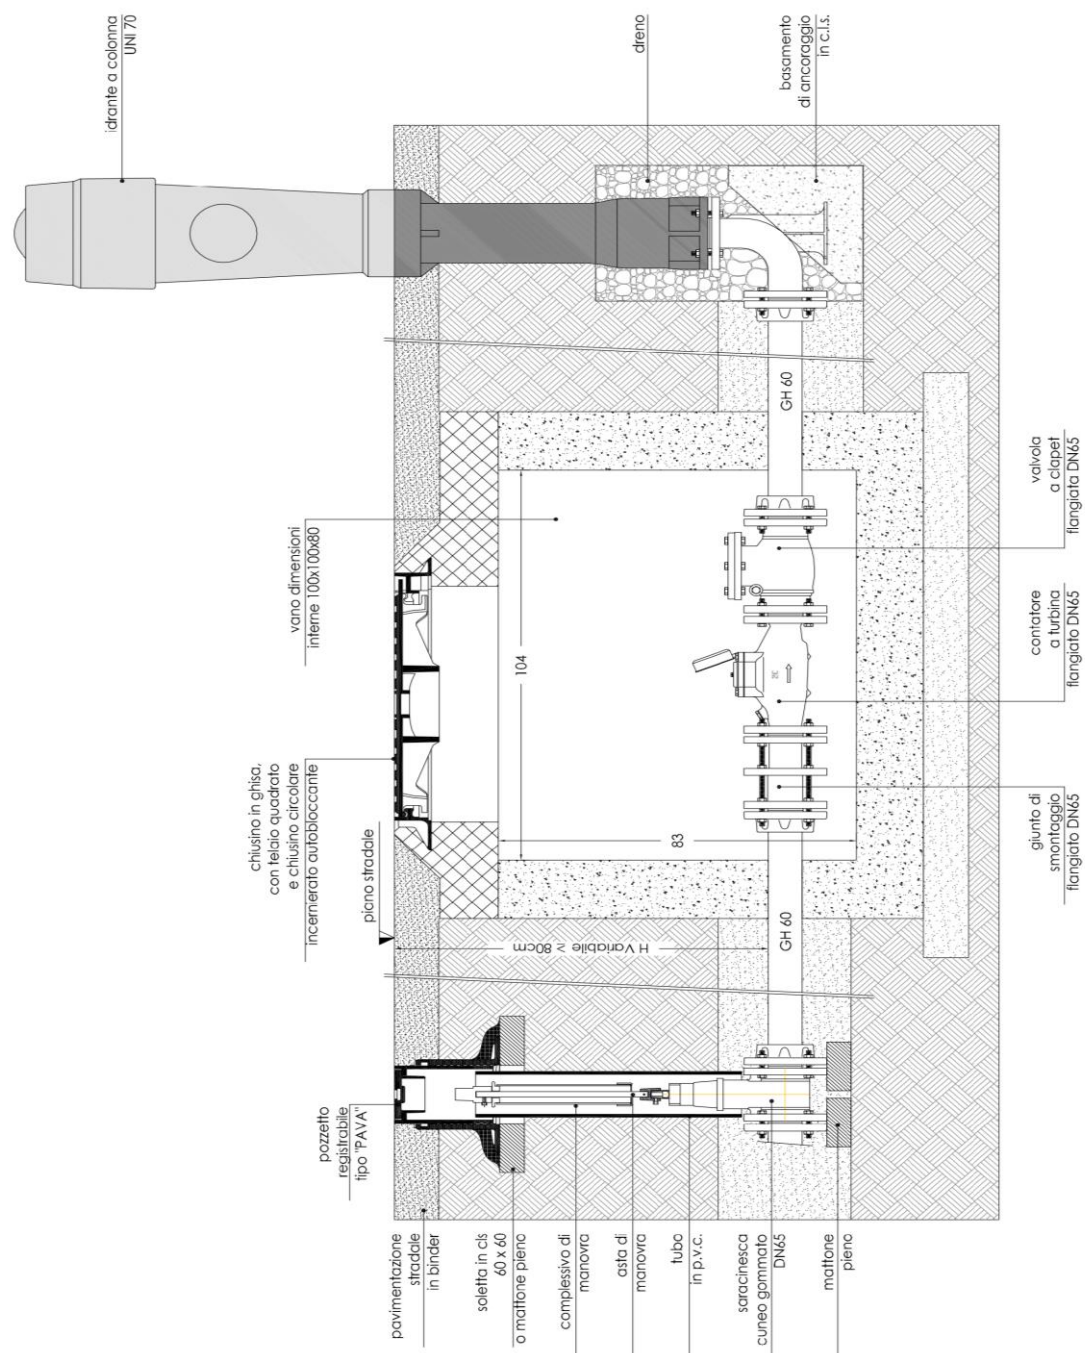 idrante a colonna
UNI 70
dreno
basamento
di ancoraggio
in c.l.s.
vano dimensioni
interne 100x100x80
chiusino in ghisa,
con telaio quadrato
e chiusino circolare
incernierato autobloccante
piano stradale
pozzetto
registrabile
tipo "PAVA"
GH 60
104
83
H Variabile ≥ 80cm
GH 60
valvola
a clapet
flangiata DN65
contatore
a turbina
flangiato DN65
giunto di
smontaggio
flangiato DN65
pavimentazione
stradale
in binder
soletta in cls
60 x 60
o mattone pieno
complessivo di
manovra
asta di
manovra
tubo
in p.v.c.
saracinesca
cuneo gommato
DN65
mattone
pieno